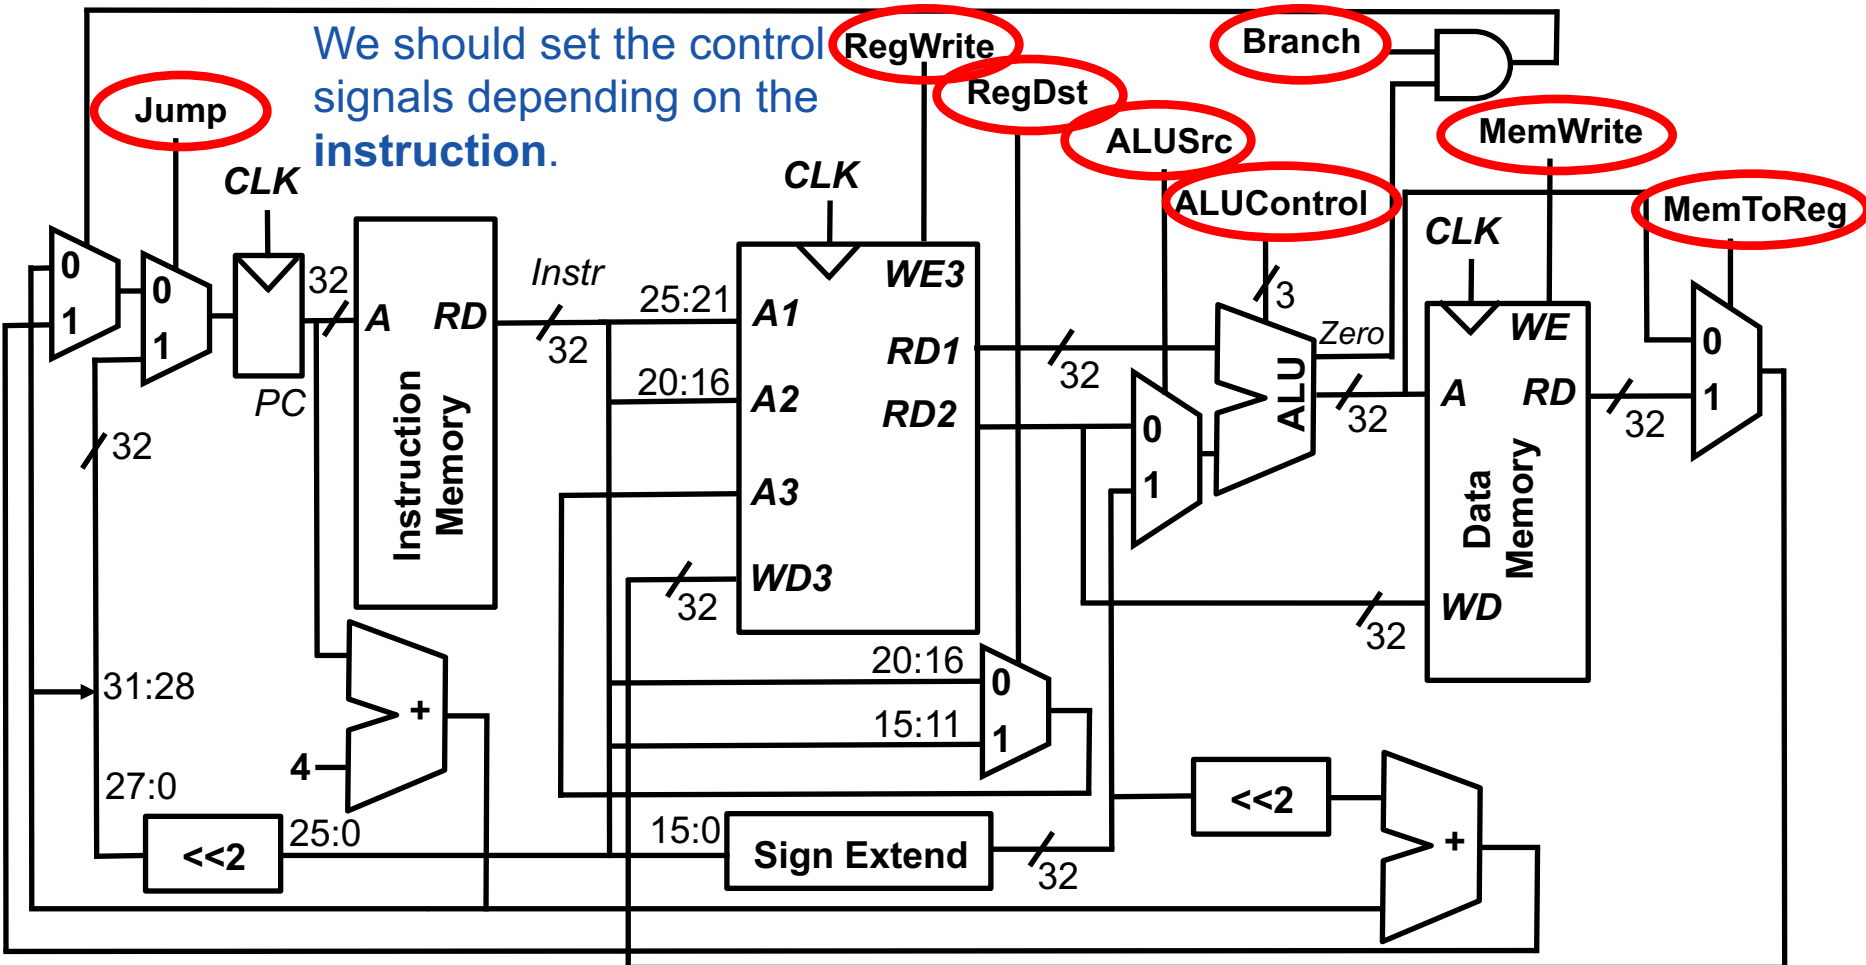 We should set the control
signals depending on the
instruction.
RegWrite
Branch
RegDst
Jump
ALUSrc
MemWrite
CLK
CLK
ALUControl
MemToReg
CLK
0
1
0
1
32
PC
A
RD
Instruction
Memory
Instr
32
25:21
20:16
A1
A2
A3
WD3
WE3
RD1
RD2
32
32
0
1
3
ALU
Zero
32
A
RD
WE
WD
Data
Memory
32
32
0
1
32
31:28
27:0
4
+
<<2
25:0
20:16
15:11
0
1
15:0
Sign Extend
32
<<2
+